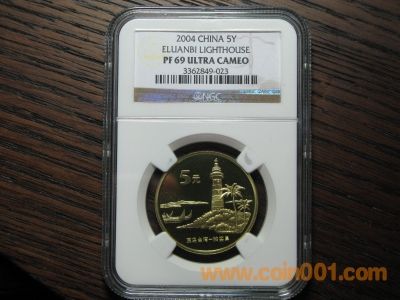 2004 CHINA 5Y
ELUANBI LIGHTHOUSE
PF 69 ULTRA CAMEO
3362849-023
NGC
5元
www.coin001.com